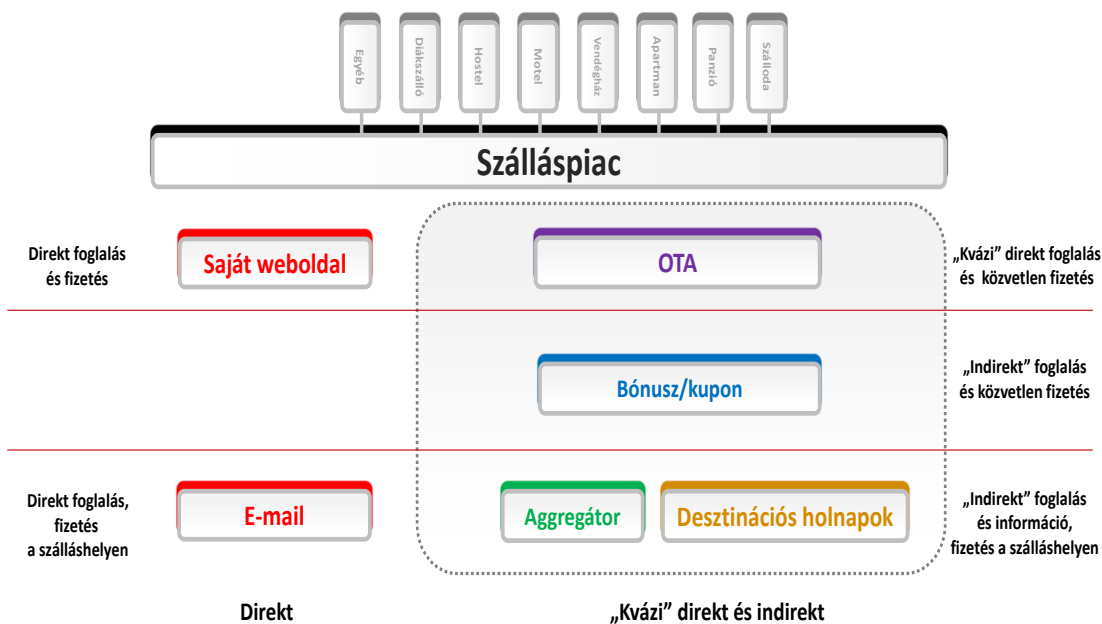 Egyéb
Diákszálló
Hostel
Motel
Vendégház
Apartman
Panzió
Szálloda
Szálláspiac
Direkt foglalás
és fizetés
Saját weboldal
OTA
„Kvázi” direkt foglalás
és közvetlen fizetés
Bónusz/kupon
„Indirekt” foglalás
és közvetlen fizetés
Direkt foglalás,
fizetés
a szálláshelyen
E-mail
Aggregátor
Desztinációs holnapok
„Indirekt” foglalás
és információ,
fizetés a szálláshelyen
Direkt
„Kvázi” direkt és indirekt